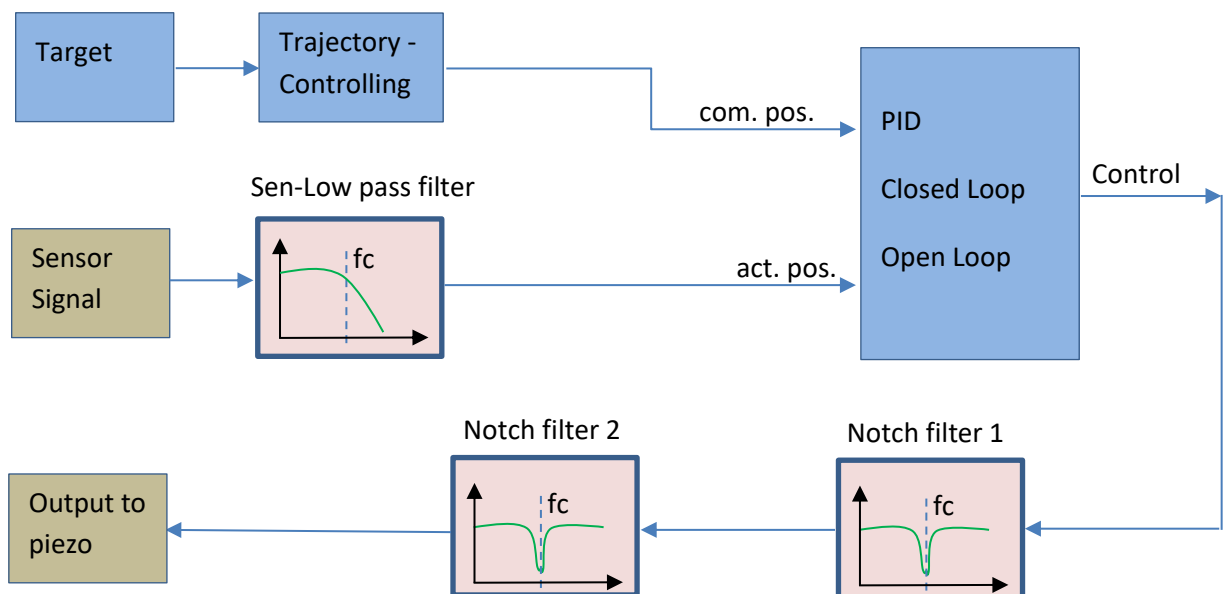 Target
Trajectory -
Controlling
com. pos.
PID
Closed Loop
Open Loop
Control
Sen-Low pass filter
Sensor
Signal
fc
act. pos.
Notch filter 2
Notch filter 1
Output to
piezo
fc
fc